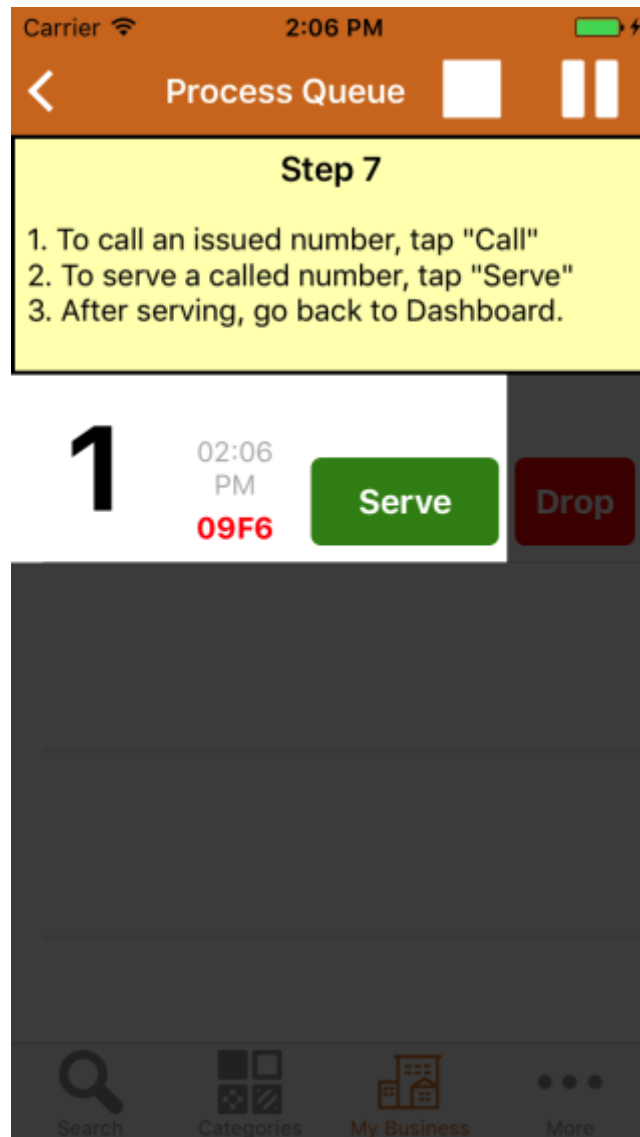 Carrier 2:06 PM
Process Queue
Step 7
1. To call an issued number, tap "Call"
2. To serve a called number, tap "Serve"
3. After serving, go back to Dashboard.
1
02:06
PM
09F6
Serve
Drop
Search Categories My Business More